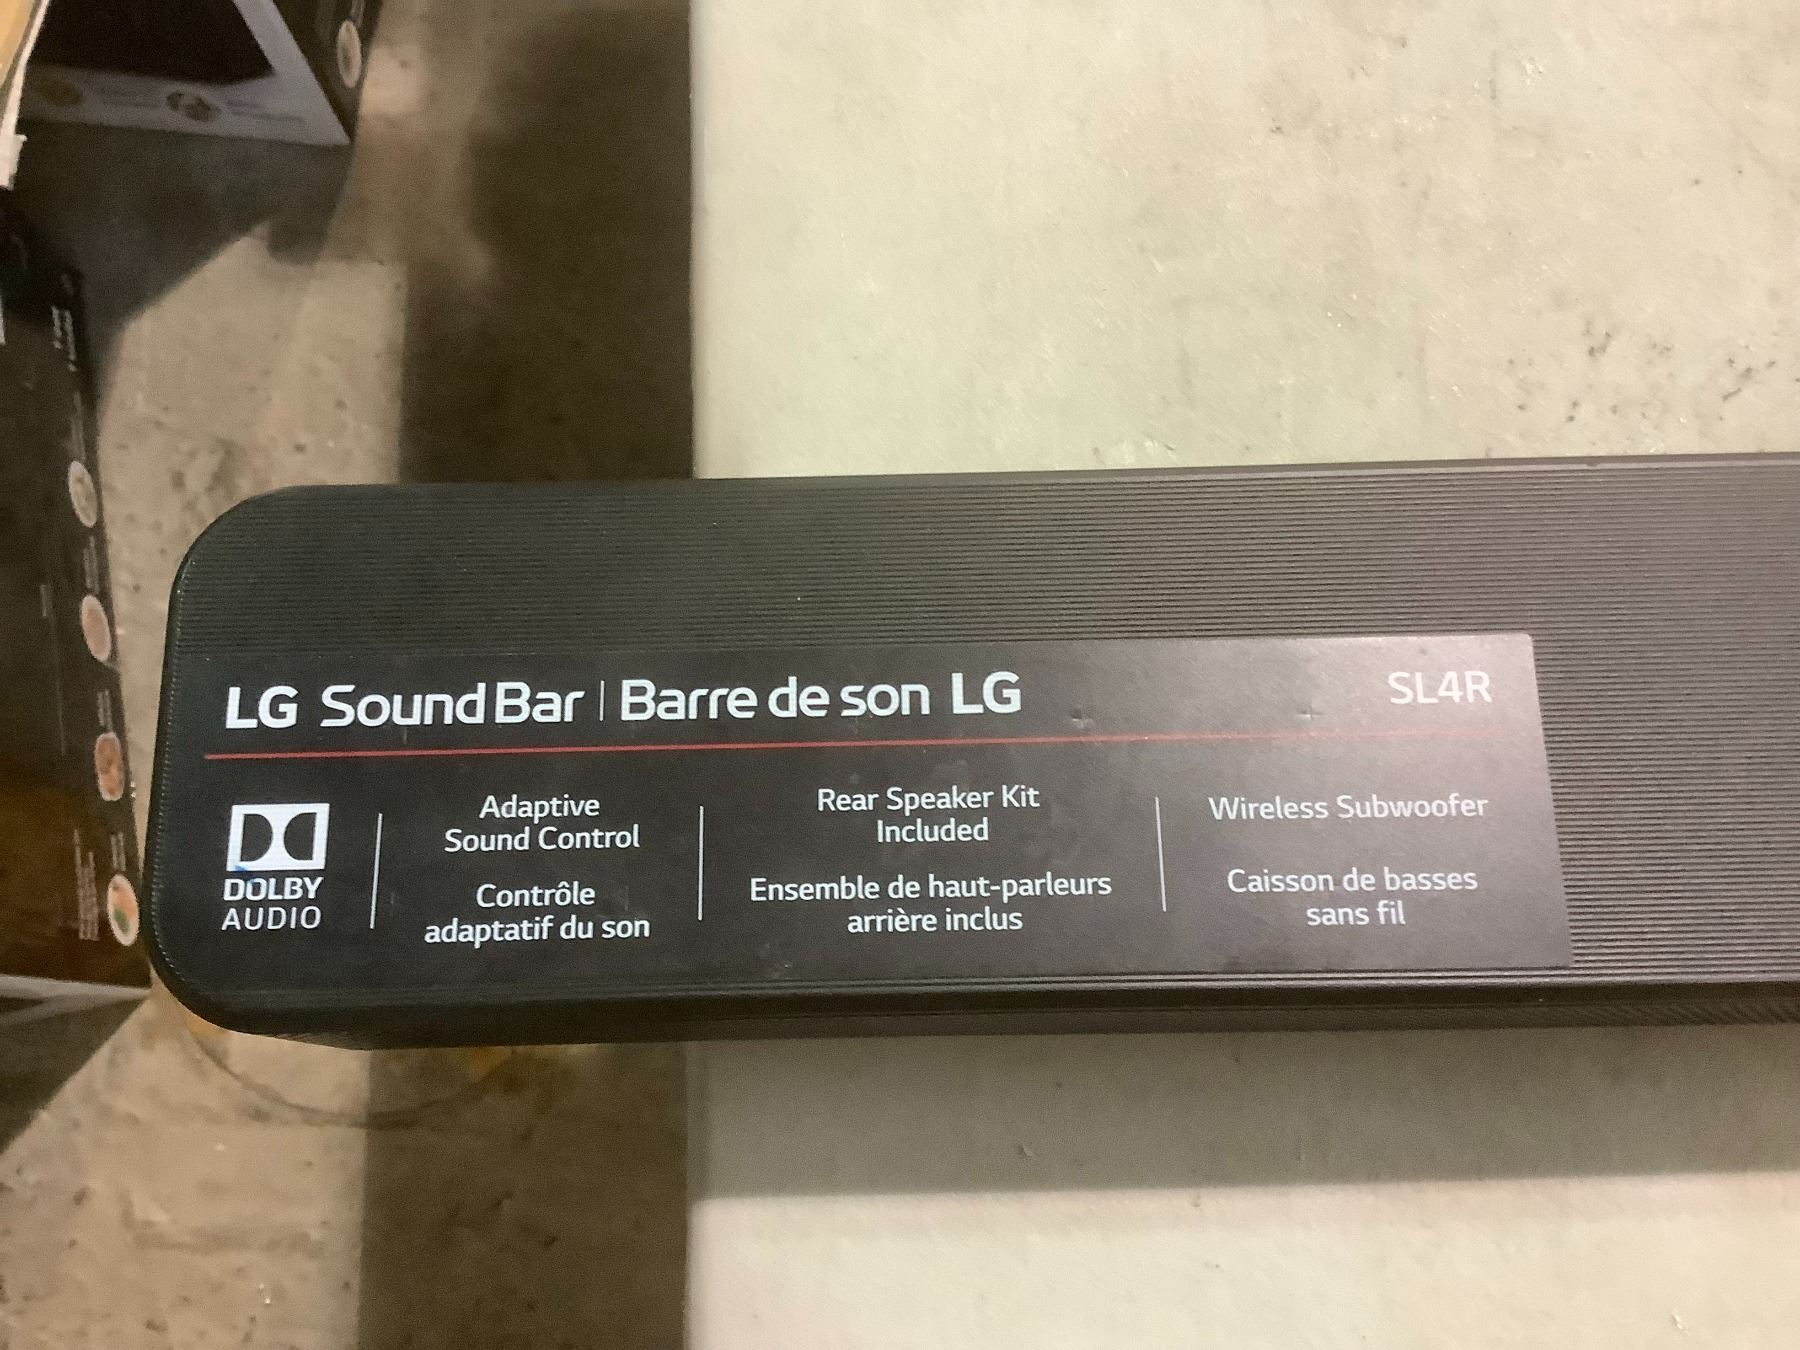 LG Sound Bar | Barre de son LG SL4R
DOLBY
AUDIO
Adaptive
Sound Control
Contrôle
adaptatif du son
Rear Speaker Kit
Included
Ensemble de haut-parleurs
arrière inclus
Wireless Subwoofer
Caisson de basses
sans fil